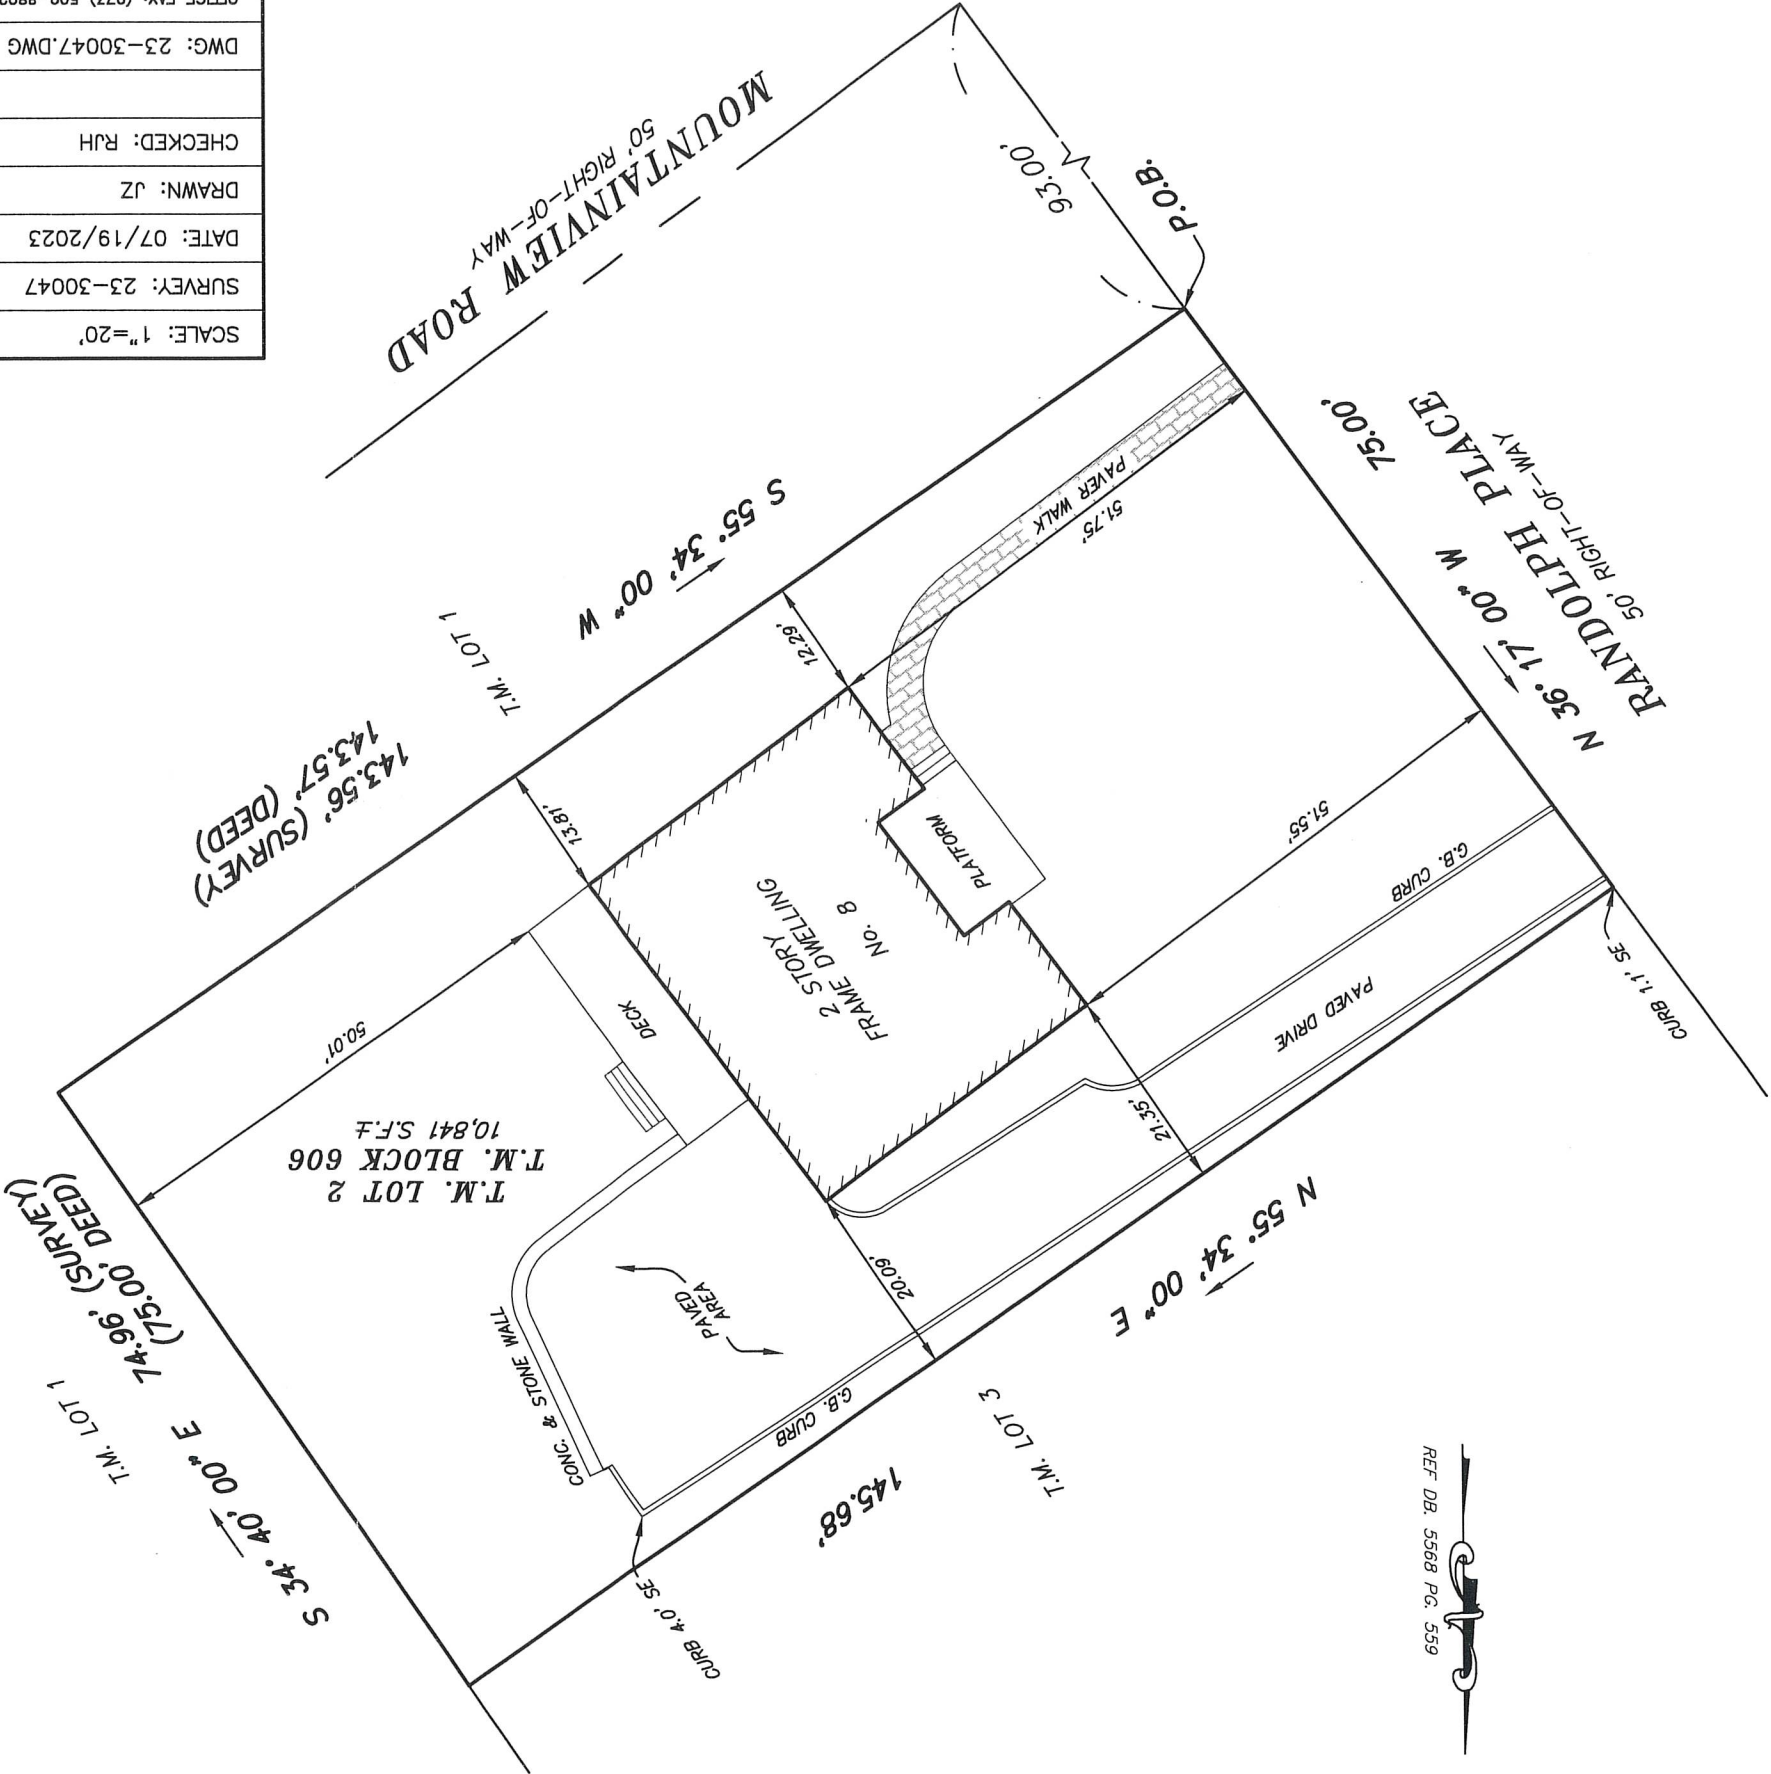 SCALE: 1"=20'
SURVEY: 23-30047
DATE: 07/19/2023
DRAWN: JZ
CHECKED: RJH
DWG: 23-30047.DWG
MOUNTAINVIEW ROAD
50' RIGHT-OF-WAY
93.00'
P.O.B.
RANDOLPH PLACE
50' RIGHT-OF-WAY
N 36° 17' 00" W
75.00'
S 55° 34' 00" W
143.56' (SURVEY)
143.57' (DEED)
T.M. LOT 1
12.29'
13.81'
PAVER WALK
51.75'
51.55'
PLATFORM
2 STORY
FRAME DWELLING
No. 8
DECK
50.01'
G.B. CURB
PAVED DRIVE
CURB 1.1' SE
21.35'
20.09'
T.M. LOT 2
T.M. BLOCK 606
10,841 S.F.±
PAVED
AREA
CONC. & STONE WALL
G.B. CURB
CURB 4.0' SE
N 55° 34' 00" E
145.68'
T.M. LOT 3
S 34° 40' 00" E
74.96' (SURVEY)
(75.00' DEED)
T.M. LOT 1
REF DB. 5568 PG. 559